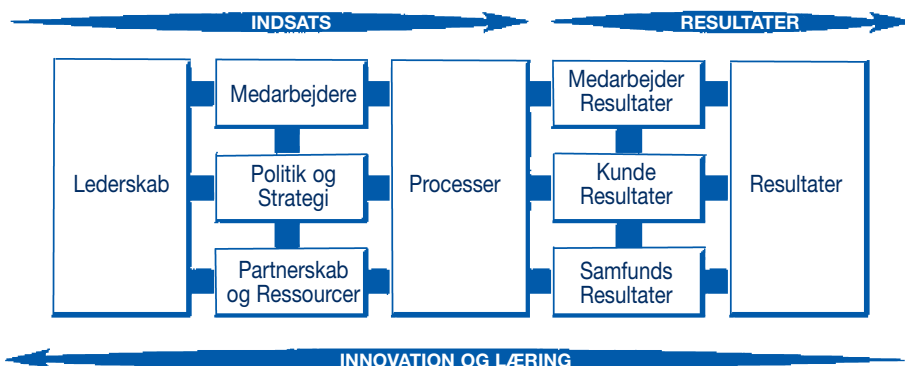 INDSATS
RESULTATER
Lederskab
Medarbejdere
Politik og
Strategi
Partnerskab
og Ressourcer
Processer
Medarbejder
Resultater
Kunde
Resultater
Samfunds
Resultater
Resultater
INNOVATION OG LÆRING